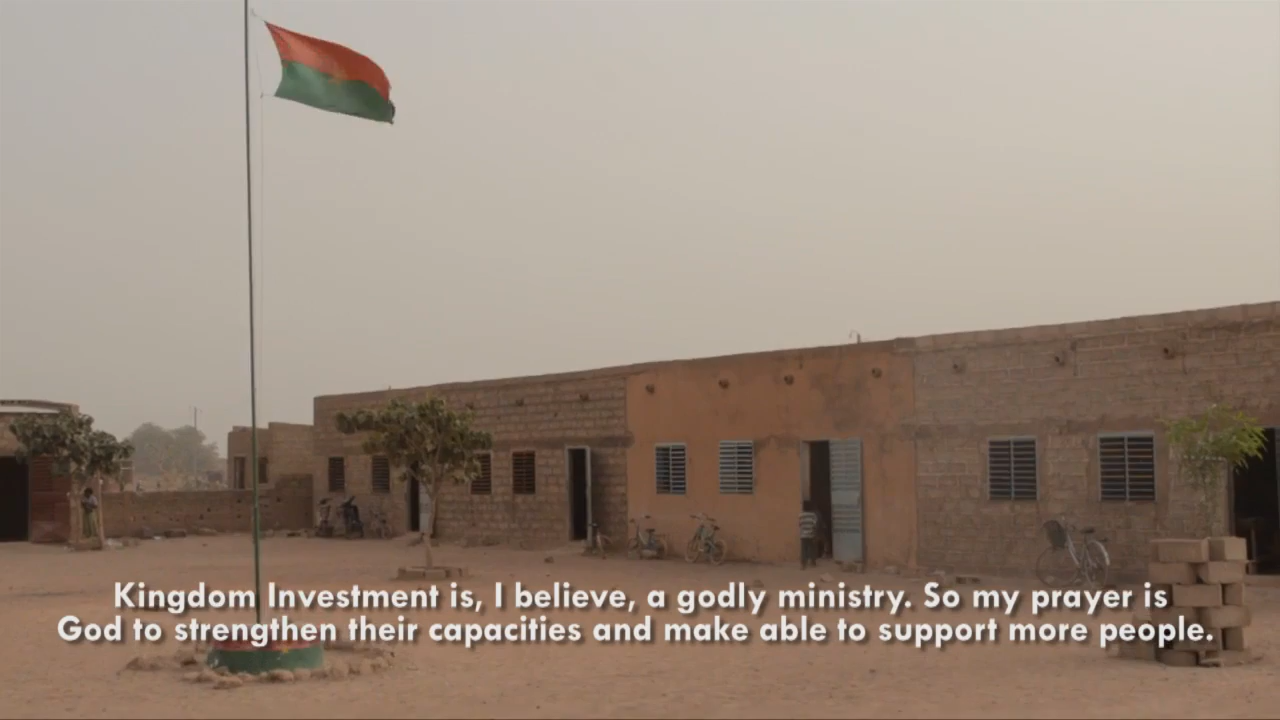 Kingdom Investment is, I believe, a godly ministry. So my prayer is
God to strengthen their capacities and make able to support more people.